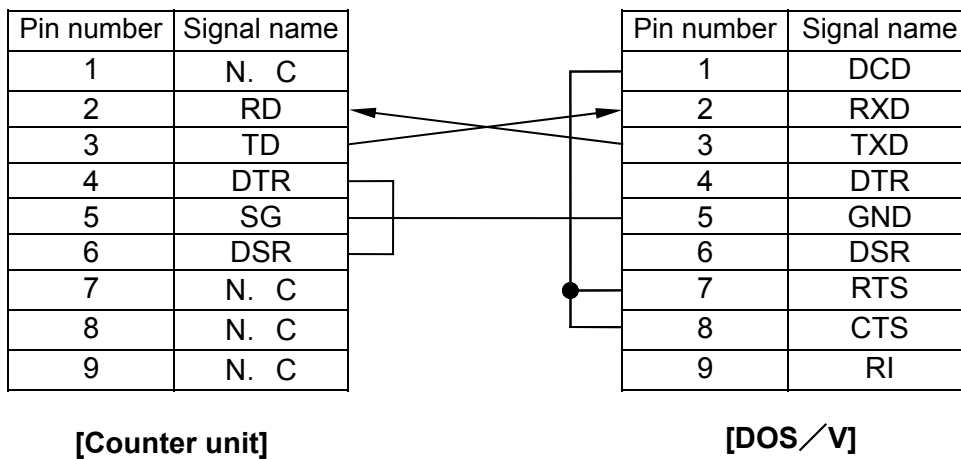 Pin number Signal name Pin number Signal name
1 N. C 1 DCD
2 RD 2 RXD
3 TD 3 TXD
4 DTR 4 DTR
5 SG 5 GND
6 DSR 6 DSR
7 N. C 7 RTS
8 N. C 8 CTS
9 N. C 9 RI
[Counter unit] [DOS／V]